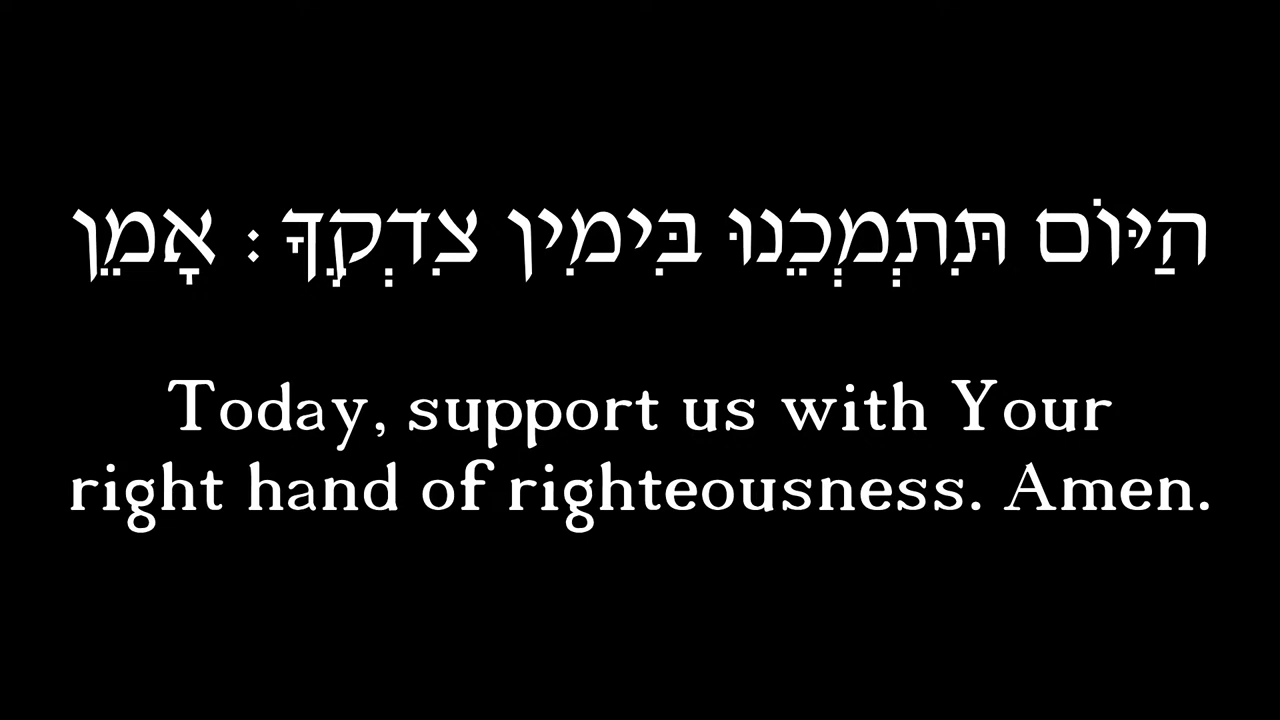 הַיּוֹם תִּתְמְכֵנוּ בִּימִין צִדְקֶֽךָ : אָמֵן
Today, support us with Your
right hand of righteousness. Amen.